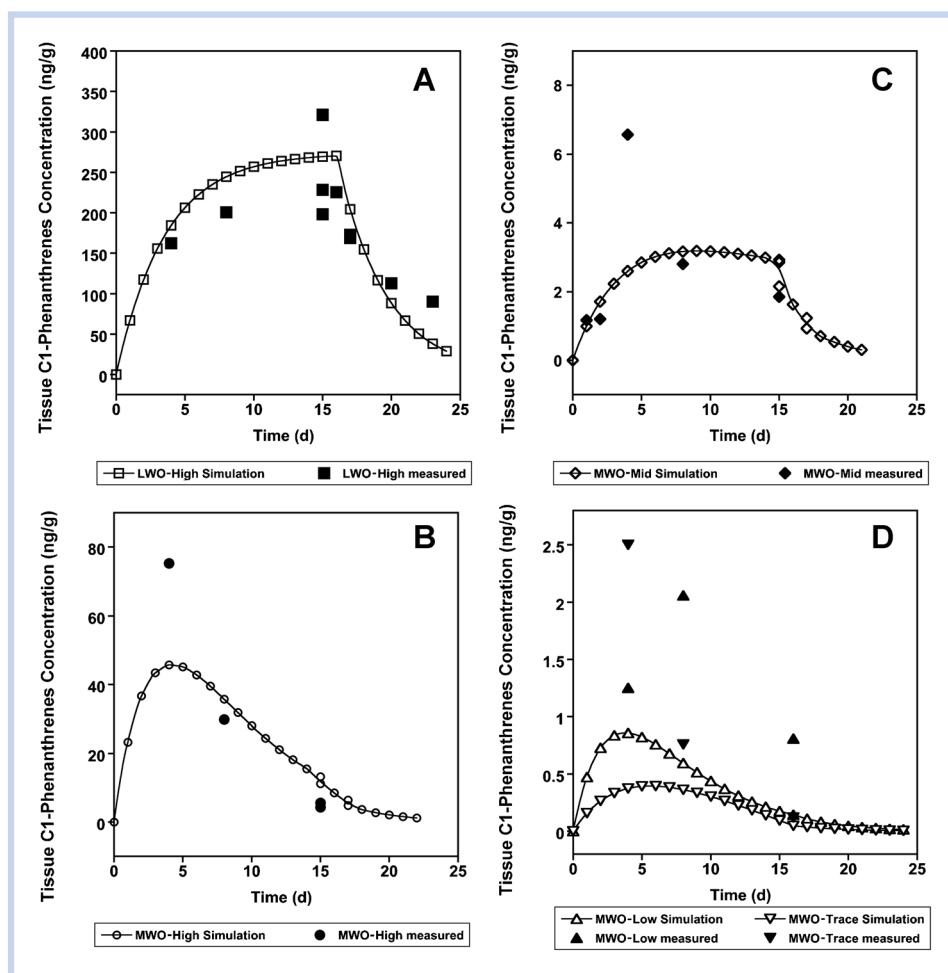 A
Tissue C1-Phenanthrenes Concentration (ng/g)
400
350
300
250
200
150
100
50
0
0 5 10 15 20 25
Time (d)
LWO-High Simulation LWO-High measured
C
Tissue C1-Phenanthrenes Concentration (ng/g)
8
6
4
2
0
0 5 10 15 20 25
Time (d)
MWO-Mid Simulation MWO-Mid measured
B
Tissue C1-Phenanthrenes Concentration (ng/g)
80
60
40
20
0
0 5 10 15 20 25
Time (d)
MWO-High Simulation MWO-High measured
D
Tissue C1-Phenanthrenes Concentration (ng/g)
2.5
2
1.5
1
0.5
0
0 5 10 15 20 25
Time (d)
MWO-Low Simulation MWO-Trace Simulation
MWO-Low measured MWO-Trace measured